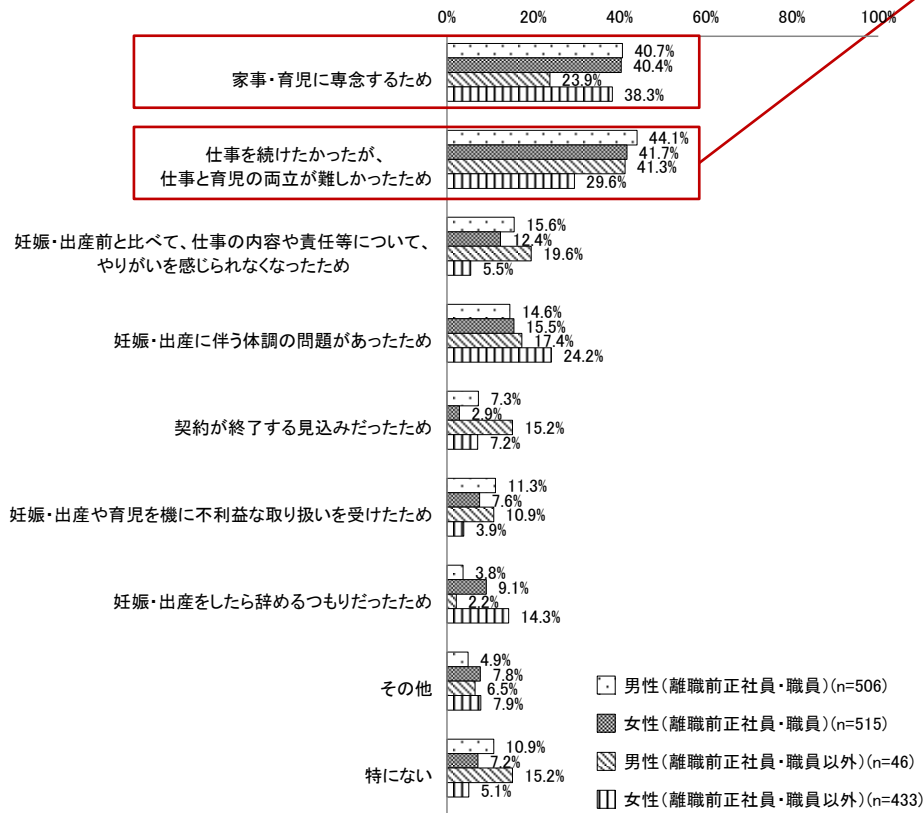 0% 20% 40% 60% 80% 100%
家事・育児に専念するため
40.7%
40.4%
23.9%
38.3%
仕事を続けたかったが、
仕事と育児の両立が難しかったため
44.1%
41.7%
41.3%
29.6%
妊娠・出産前と比べて、仕事の内容や責任等について、
やりがいを感じられなくなったため
15.6%
12.4%
19.6%
5.5%
妊娠・出産に伴う体調の問題があったため
14.6%
15.5%
17.4%
24.2%
契約が終了する見込みだったため
7.3%
2.9%
15.2%
7.2%
妊娠・出産や育児を機に不利益な取り扱いを受けたため
11.3%
7.6%
10.9%
3.9%
妊娠・出産をしたら辞めるつもりだったため
3.8%
9.1%
2.2%
14.3%
その他
4.9%
7.8%
6.5%
7.9%
特にない
10.9%
7.2%
15.2%
5.1%
男性(離職前正社員・職員)(n=506)
女性(離職前正社員・職員)(n=515)
男性(離職前正社員・職員以外)(n=46)
女性(離職前正社員・職員以外)(n=433)